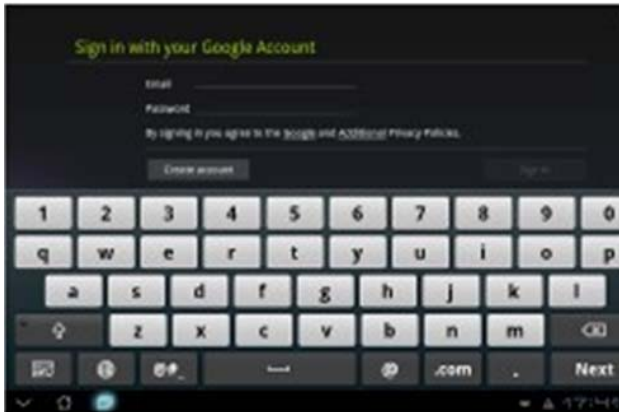 Sign in with your Google Account
Email
Password
By signing in you agree to the Google and Additional Privacy Policies.
Create account
Sign in
1 2 3 4 5 6 7 8 9 0
q w e r t y u i o p
a s d f g h j k l
z x c v b n m
@#_ @ .com . Next